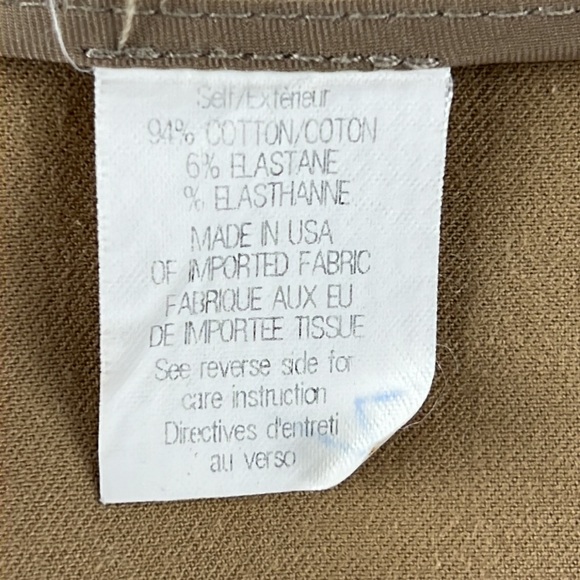 Self/Extérieur
94% COTTON/COTON
6% ELASTANE
% ELASTHANNE
MADE IN USA
OF IMPORTED FABRIC
FABRIQUE AUX EU
DE IMPORTEE TISSUE
See reverse side for
care instruction
Directives d'entreti
au verso